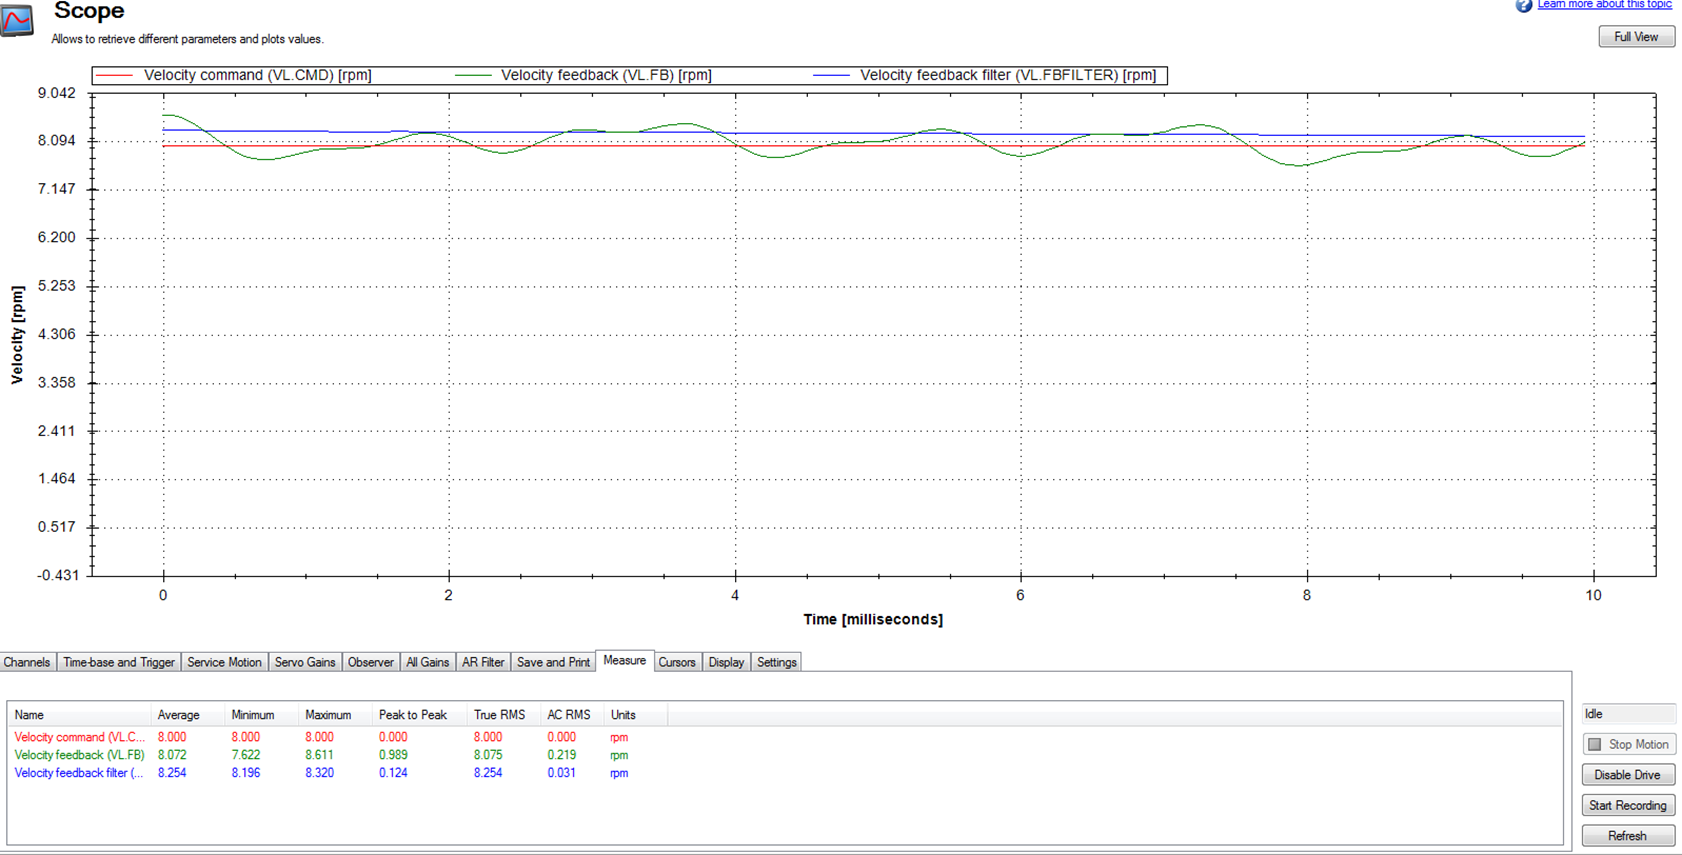 Scope
Learn more about this topic
Allows to retrieve different parameters and plots values.
Full View
Velocity command (VL.CMD) [rpm] Velocity feedback (VL.FB) [rpm] Velocity feedback filter (VL.FBFILTER) [rpm]
9.042
8.094
7.147
6.200
5.253
4.306
3.358
2.411
1.464
0.517
-0.431
Velocity [rpm]
0 2 4 6 8 10
Time [milliseconds]
Channels Time-base and Trigger Service Motion Servo Gains Observer All Gains AR Filter Save and Print Measure Cursors Display Settings
Name Average Minimum Maximum Peak to Peak True RMS AC RMS Units
Velocity command (VL.C... 8.000 8.000 8.000 0.000 8.000 0.000 rpm
Velocity feedback (VL.FB) 8.072 7.622 8.611 0.989 8.075 0.219 rpm
Velocity feedback filter (... 8.254 8.196 8.320 0.124 8.254 0.031 rpm
Idle
Stop Motion
Disable Drive
Start Recording
Refresh